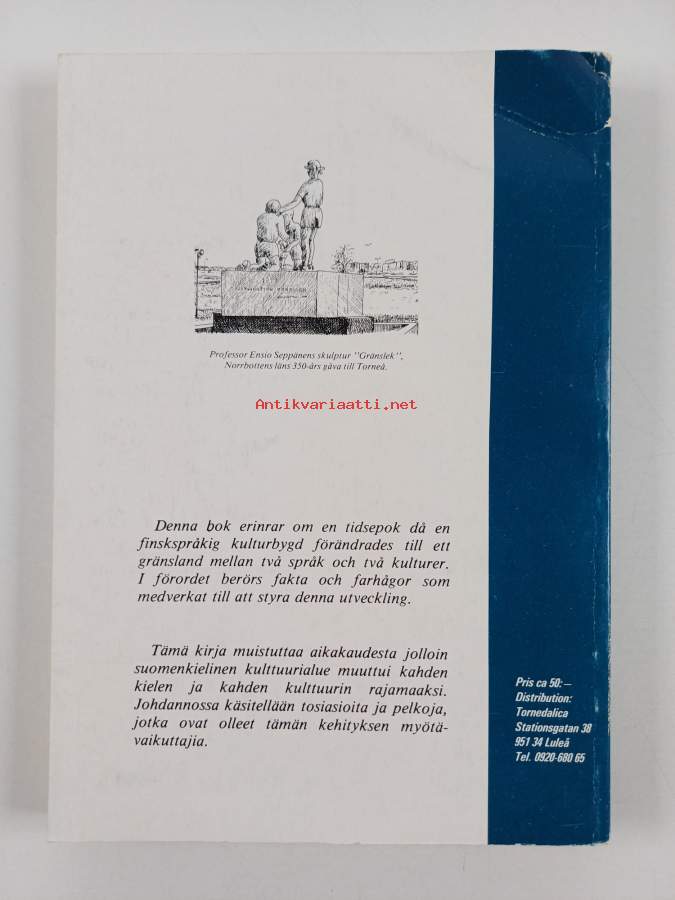 Professor Ensio Seppänens skulptur "Gränslek",
Norrbottens läns 350-års gåva till Torneå.
Antikvariaatti.net
Denna bok erinrar om en tidsepok då en
finskspråkig kulturbygd förändrades till ett
gränsland mellan två språk och två kulturer.
I förordet berörs fakta och farhågor som
medverkat till att styra denna utveckling.
Tämä kirja muistuttaa aikakaudesta jolloin
suomenkielinen kulttuurialue muuttui kahden
kielen ja kahden kulttuurin rajamaaksi.
Johdannossa käsitellään tosiasioita ja pelkoja,
jotka ovat olleet tämän kehityksen myötä-
vaikuttajia.
Pris ca 50:—
Distribution:
Tornedalica
Stationsgatan 38
951 34 Luleå
Tel. 0920-680 65